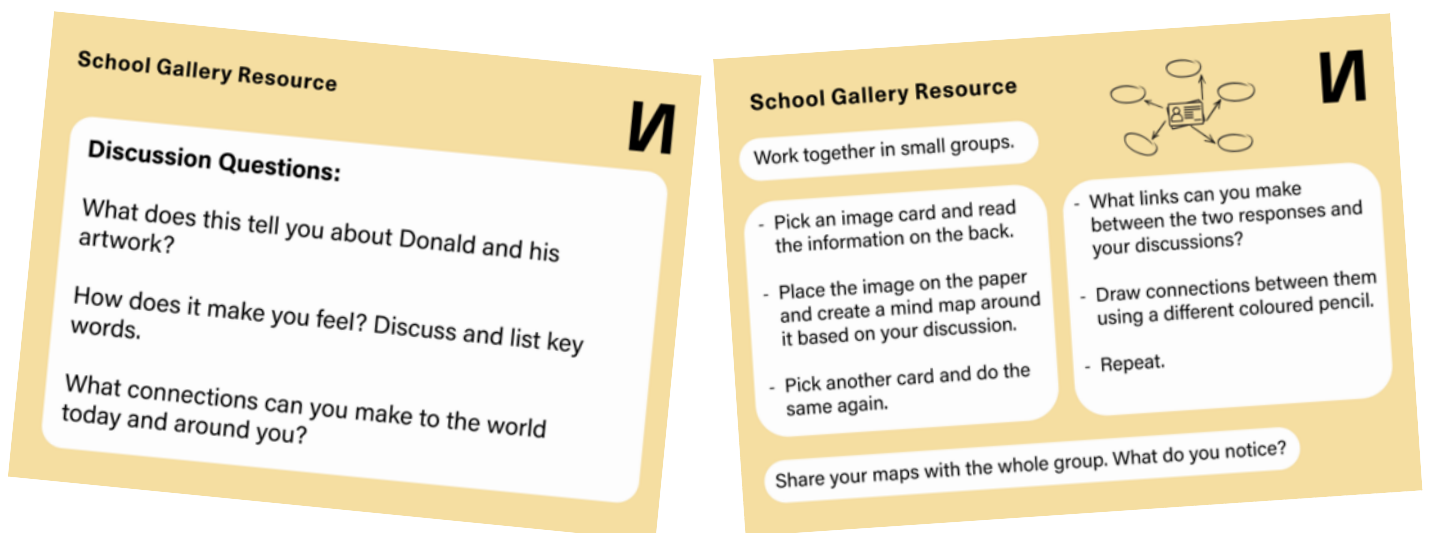 School Gallery Resource
И
Discussion Questions:
What does this tell you about Donald and his
artwork?
How does it make you feel? Discuss and list key
words.
What connections can you make to the world
today and around you?
School Gallery Resource
И
Work together in small groups.
- Pick an image card and read
the information on the back.
- Place the image on the paper
and create a mind map around
it based on your discussion.
- Pick another card and do the
same again.
- What links can you make
between the two responses and
your discussions?
- Draw connections between them
using a different coloured pencil.
- Repeat.
Share your maps with the whole group. What do you notice?